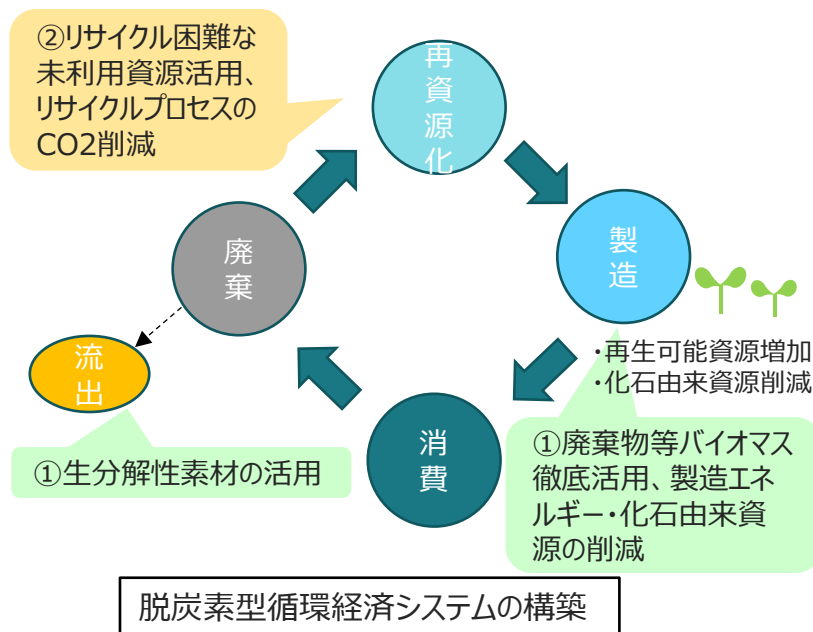 ②リサイクル困難な
未利用資源活用、
リサイクルプロセスの
CO2削減
再
資
源
化
製
造
廃
棄
流
出
・再生可能資源増加
・化石由来資源削減
消
費
①生分解性素材の活用
①廃棄物等バイオマス
徹底活用、製造エネ
ルギー・化石由来資
源の削減
脱炭素型循環経済システムの構築